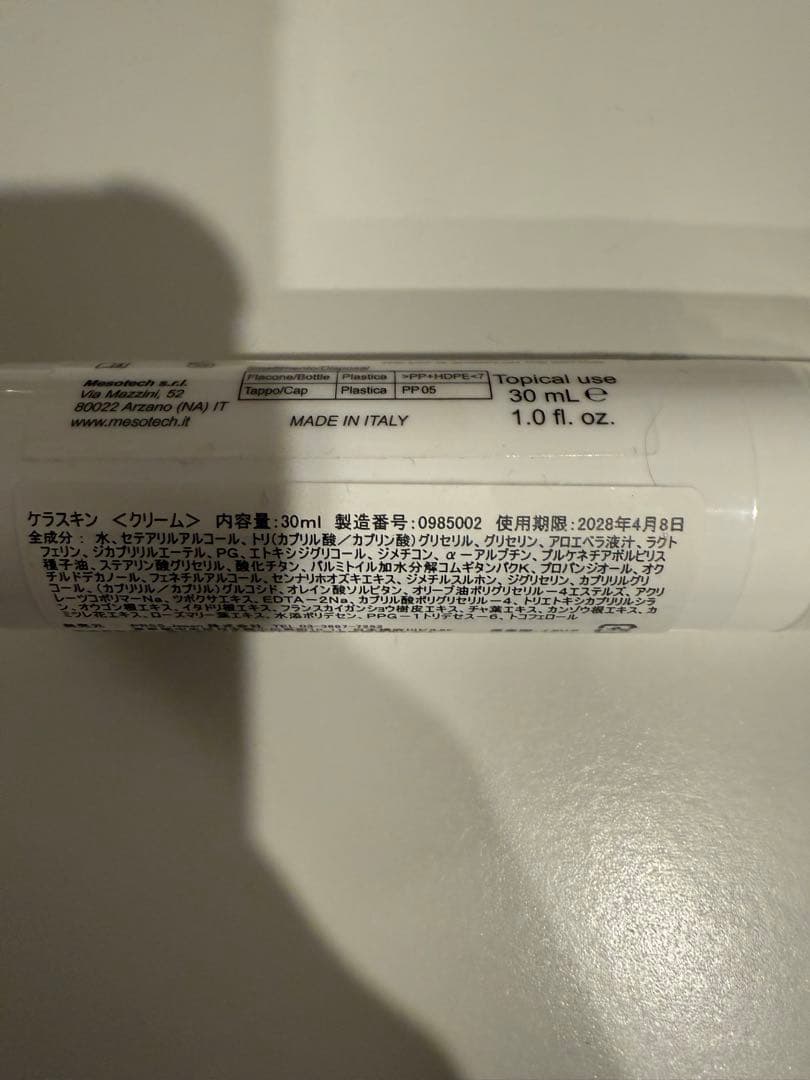 Mesotech s.r.l.
Via Mazzini, 52
80022 Arzano (NA) IT
www.mesotech.it
Flacone/Bottle Plastica >PP+HDPE<7
Tappo/Cap Plastica PP 05
MADE IN ITALY
Topical use
30 mL ℮
1.0 fl. oz.
ケラスキン <クリーム> 内容量:30ml 製造番号:0985002 使用期限:2028年4月8日
全成分:水、セテアリルアルコール、トリ(カプリル酸/カプリン酸)グリセリル、グリセリン、アロエベラ液汁、ラクト
フェリン、ジカプリリルエーテル、PG、エトキシジグリコール、ジメチコン、α-アルブチン、プルケネチアボルビリス
種子油、ステアリン酸グリセリル、酸化チタン、パルミトイル加水分解コムギタンパクK、プロパンジオール、オク
チルドデカノール、フェネチルアルコール、センナリホオズキエキス、ジメチルスルホン、ジグリセリン、カプリリルグリ
コール、(カプリリル/カプリル)グルコシド、オレイン酸ソルビタン、オリーブ油ポリグリセリル-4エステルズ、アクリ
レーツコポリマーNa、ツボクサエキス、EDTA-2Na、カプリル酸ポリグリセリル-4、トリエトキシカプリリルシラ
ン、オウゴン根エキス、イタドリ根エキス、フランスカイガンショウ樹皮エキス、チャ葉エキス、カンゾウ根エキス、カ
ミツレ花エキス、ローズマリー葉エキス、水添ポリデセン、PPG-1トリデセス-6、トコフェロール